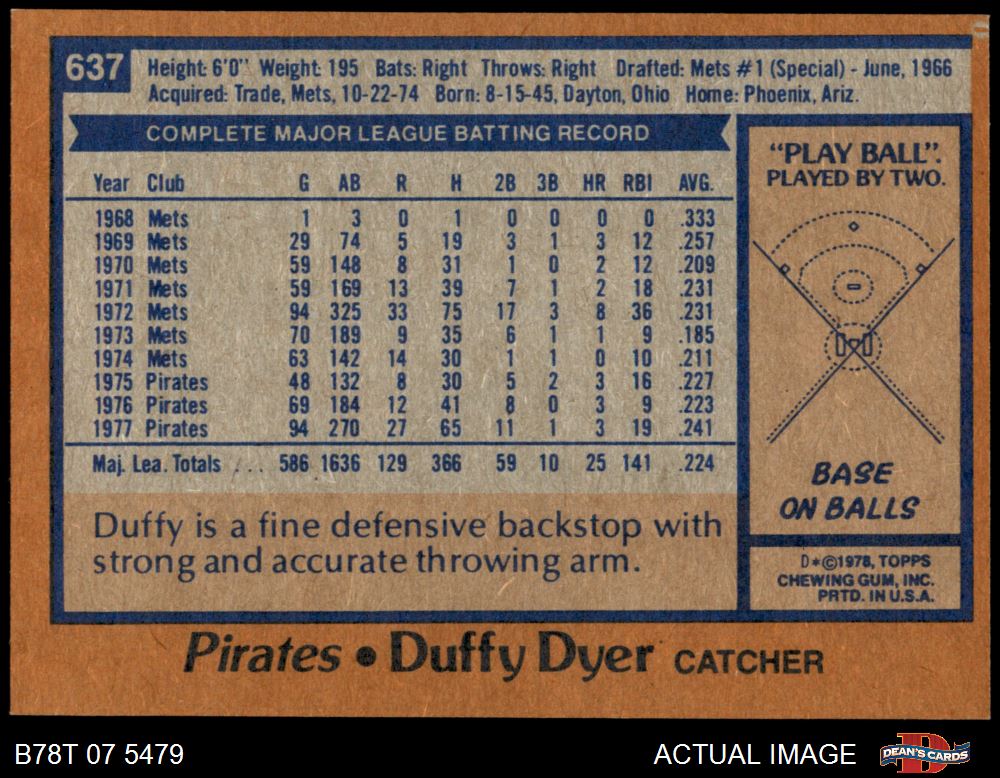 637
Height: 6'0" Weight: 195 Bats: Right Throws: Right Drafted: Mets #1 (Special) - June, 1966
Acquired: Trade, Mets, 10-22-74 Born: 8-15-45, Dayton, Ohio Home: Phoenix, Ariz.
COMPLETE MAJOR LEAGUE BATTING RECORD
Year Club G AB R H 2B 3B HR RBI AVG.
1968 Mets 1 3 0 1 0 0 0 0 .333
1969 Mets 29 74 5 19 3 1 3 12 .257
1970 Mets 59 148 8 31 1 0 2 12 .209
1971 Mets 59 169 13 39 7 1 2 18 .231
1972 Mets 94 325 33 75 17 3 8 36 .231
1973 Mets 70 189 9 35 6 1 1 9 .185
1974 Mets 63 142 14 30 1 1 0 10 .211
1975 Pirates 48 132 8 30 5 2 3 16 .227
1976 Pirates 69 184 12 41 8 0 3 9 .223
1977 Pirates 94 270 27 65 11 1 3 19 .241
Maj. Lea. Totals ... 586 1636 129 366 59 10 25 141 .224
Duffy is a fine defensive backstop with
strong and accurate throwing arm.
"PLAY BALL".
PLAYED BY TWO.
BASE
ON BALLS
D*©1978, TOPPS
CHEWING GUM, INC.
PRTD. IN U.S.A.
Pirates • Duffy Dyer CATCHER
B78T 07 5479
ACTUAL IMAGE
DEAN'S CARDS